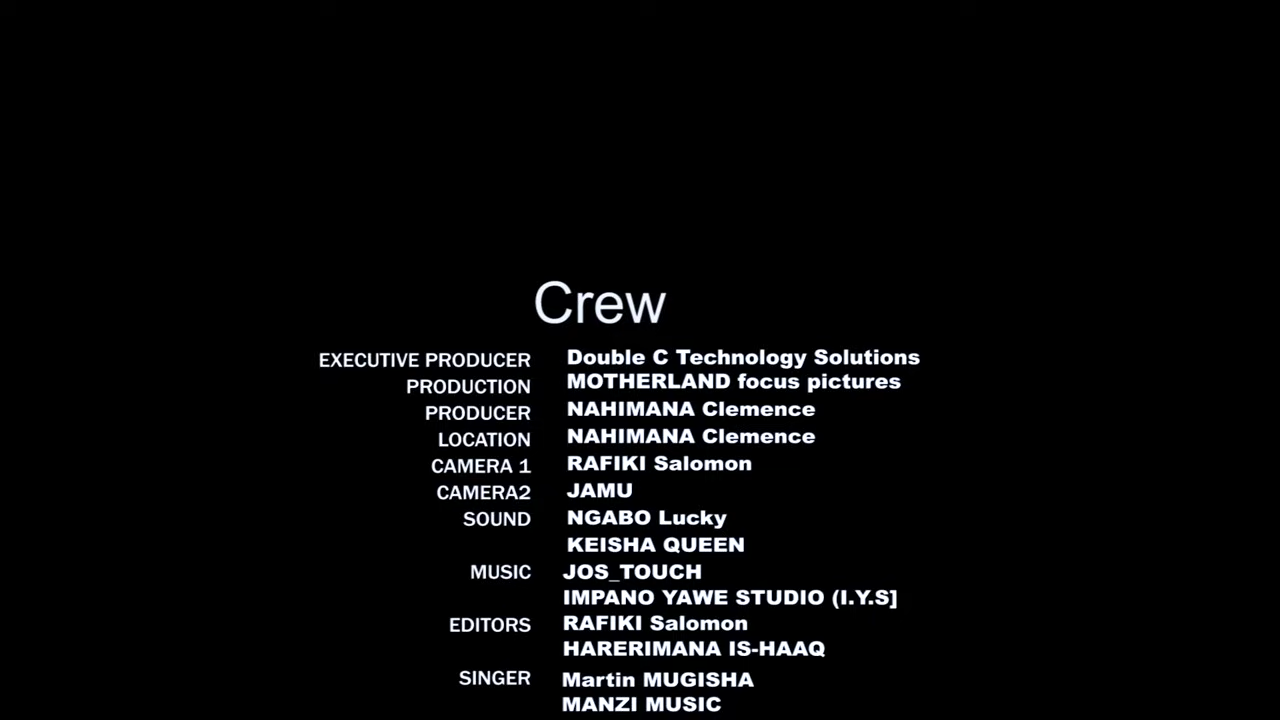 Crew
EXECUTIVE PRODUCER Double C Technology Solutions
PRODUCTION MOTHERLAND focus pictures
PRODUCER NAHIMANA Clemence
LOCATION NAHIMANA Clemence
CAMERA 1 RAFIKI Salomon
CAMERA2 JAMU
SOUND NGABO Lucky
KEISHA QUEEN
MUSIC JOS_TOUCH
IMPANO YAWE STUDIO (I.Y.S]
EDITORS RAFIKI Salomon
HARERIMANA IS-HAAQ
SINGER Martin MUGISHA
MANZI MUSIC